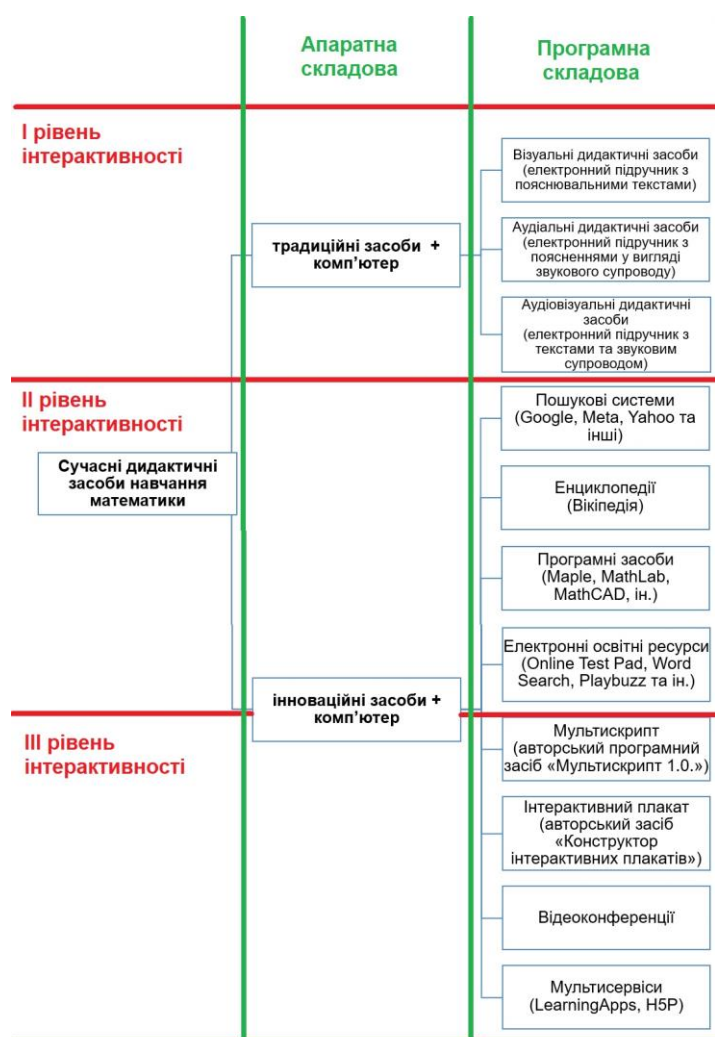 Апаратна
складова
Програмна
складова
І рівень
інтерактивності
традиційні засоби +
комп’ютер
Візуальні дидактичні засоби
(електронний підручник з
пояснювальними текстами)
Аудіальні дидактичні засоби
(електронний підручник з
поясненнями у вигляді
звукового супроводу)
Аудіовізуальні дидактичні
засоби
(електронний підручник з
текстами та звуковим
супроводом)
ІІ рівень
інтерактивності
Сучасні дидактичні
засоби навчання
математики
Пошукові системи
(Google, Meta, Yahoo та
інші)
Енциклопедії
(Вікіпедія)
Програмні засоби
(Maple, MathLab,
MathCAD, ін.)
Електронні освітні ресурси
(Online Test Pad, Word
Search, Playbuzz та ін.)
інноваційні засоби +
комп’ютер
ІІІ рівень
інтерактивності
Мультискрипт
(авторський програмний
засіб «Мультискрипт 1.0.»)
Інтерактивний плакат
(авторський засіб
«Конструктор
інтерактивних плакатів»)
Відеоконференції
Мультисервіси
(LearningApps, H5P)